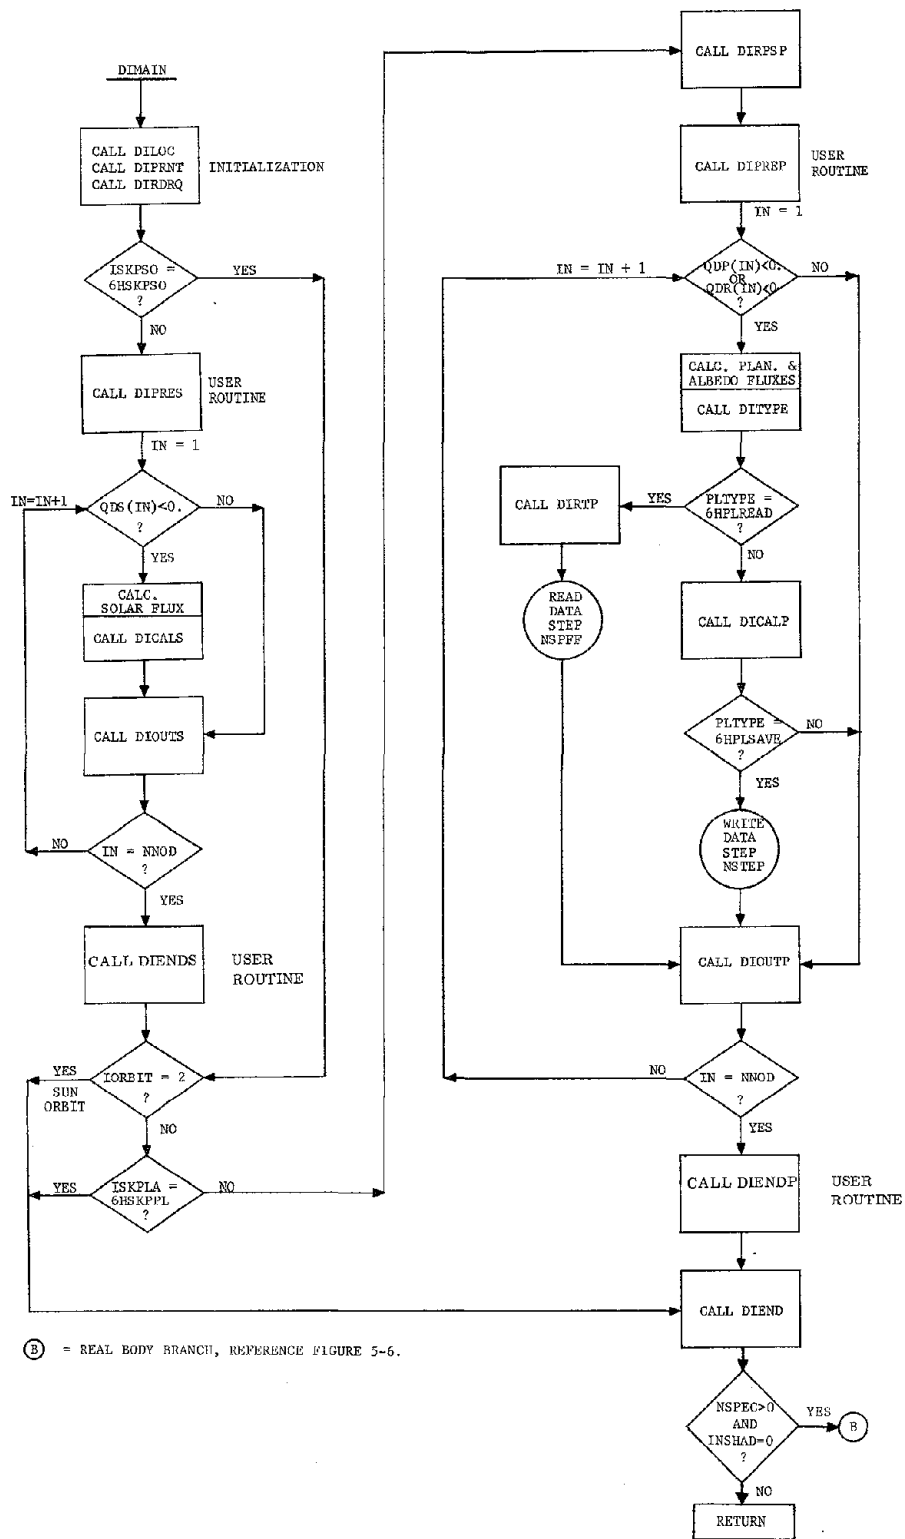 DIMAIN
CALL DILOC
CALL DIPRNT
CALL DIRDRQ
INITIALIZATION
ISKPSO =
6HSKPSO
?
YES
NO
CALL DIPRES
USER
ROUTINE
IN = 1
IN=IN+1
QDS(IN)<0.
?
NO
YES
CALC.
SOLAR FLUX
CALL DICALS
CALL DIOUTS
NO
IN = NNOD
?
YES
CALL DIENDS
USER
ROUTINE
YES
SUN
ORBIT
IORBIT = 2
?
NO
YES
ISKPLA =
6HSKPPL
?
NO
CALL DIRPSP
CALL DIPREP
USER
ROUTINE
IN = 1
IN = IN + 1
QDP(IN)<0.
OR
QDR(IN)<0.
?
NO
YES
CALC. PLAN. &
ALBEDO FLUXES
CALL DITYPE
CALL DIRTP
YES
PLTYPE =
6HPLREAD
?
NO
READ
DATA
STEP
NSPFF
CALL DICALP
PLTYPE =
6HPLSAVE
?
NO
YES
WRITE
DATA
STEP
NSTEP
CALL DIOUTP
NO
IN = NNOD
?
YES
CALL DIENDP
USER
ROUTINE
CALL DIEND
B = REAL BODY BRANCH, REFERENCE FIGURE 5-6.
NSPEC>0
AND
INSHAD=0
?
YES
B
NO
RETURN